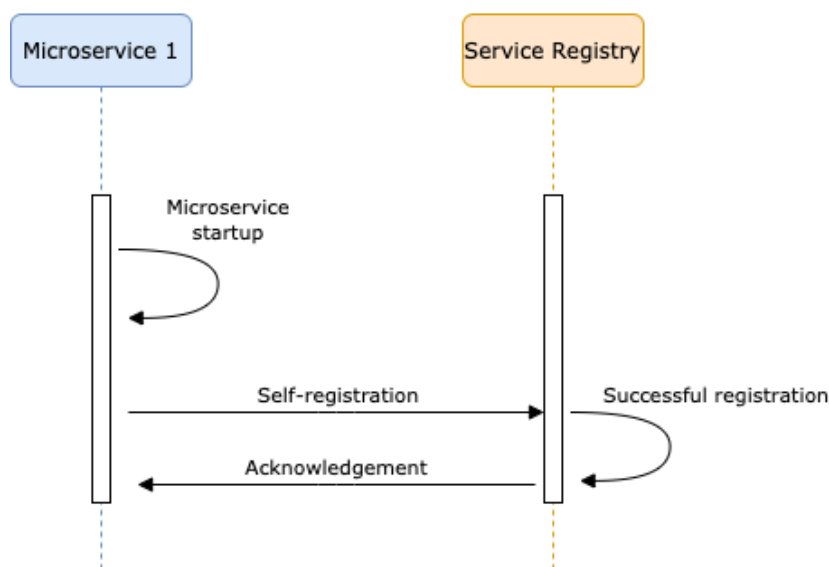 Microservice 1
Service Registry
Microservice
startup
Self-registration
Successful registration
Acknowledgement